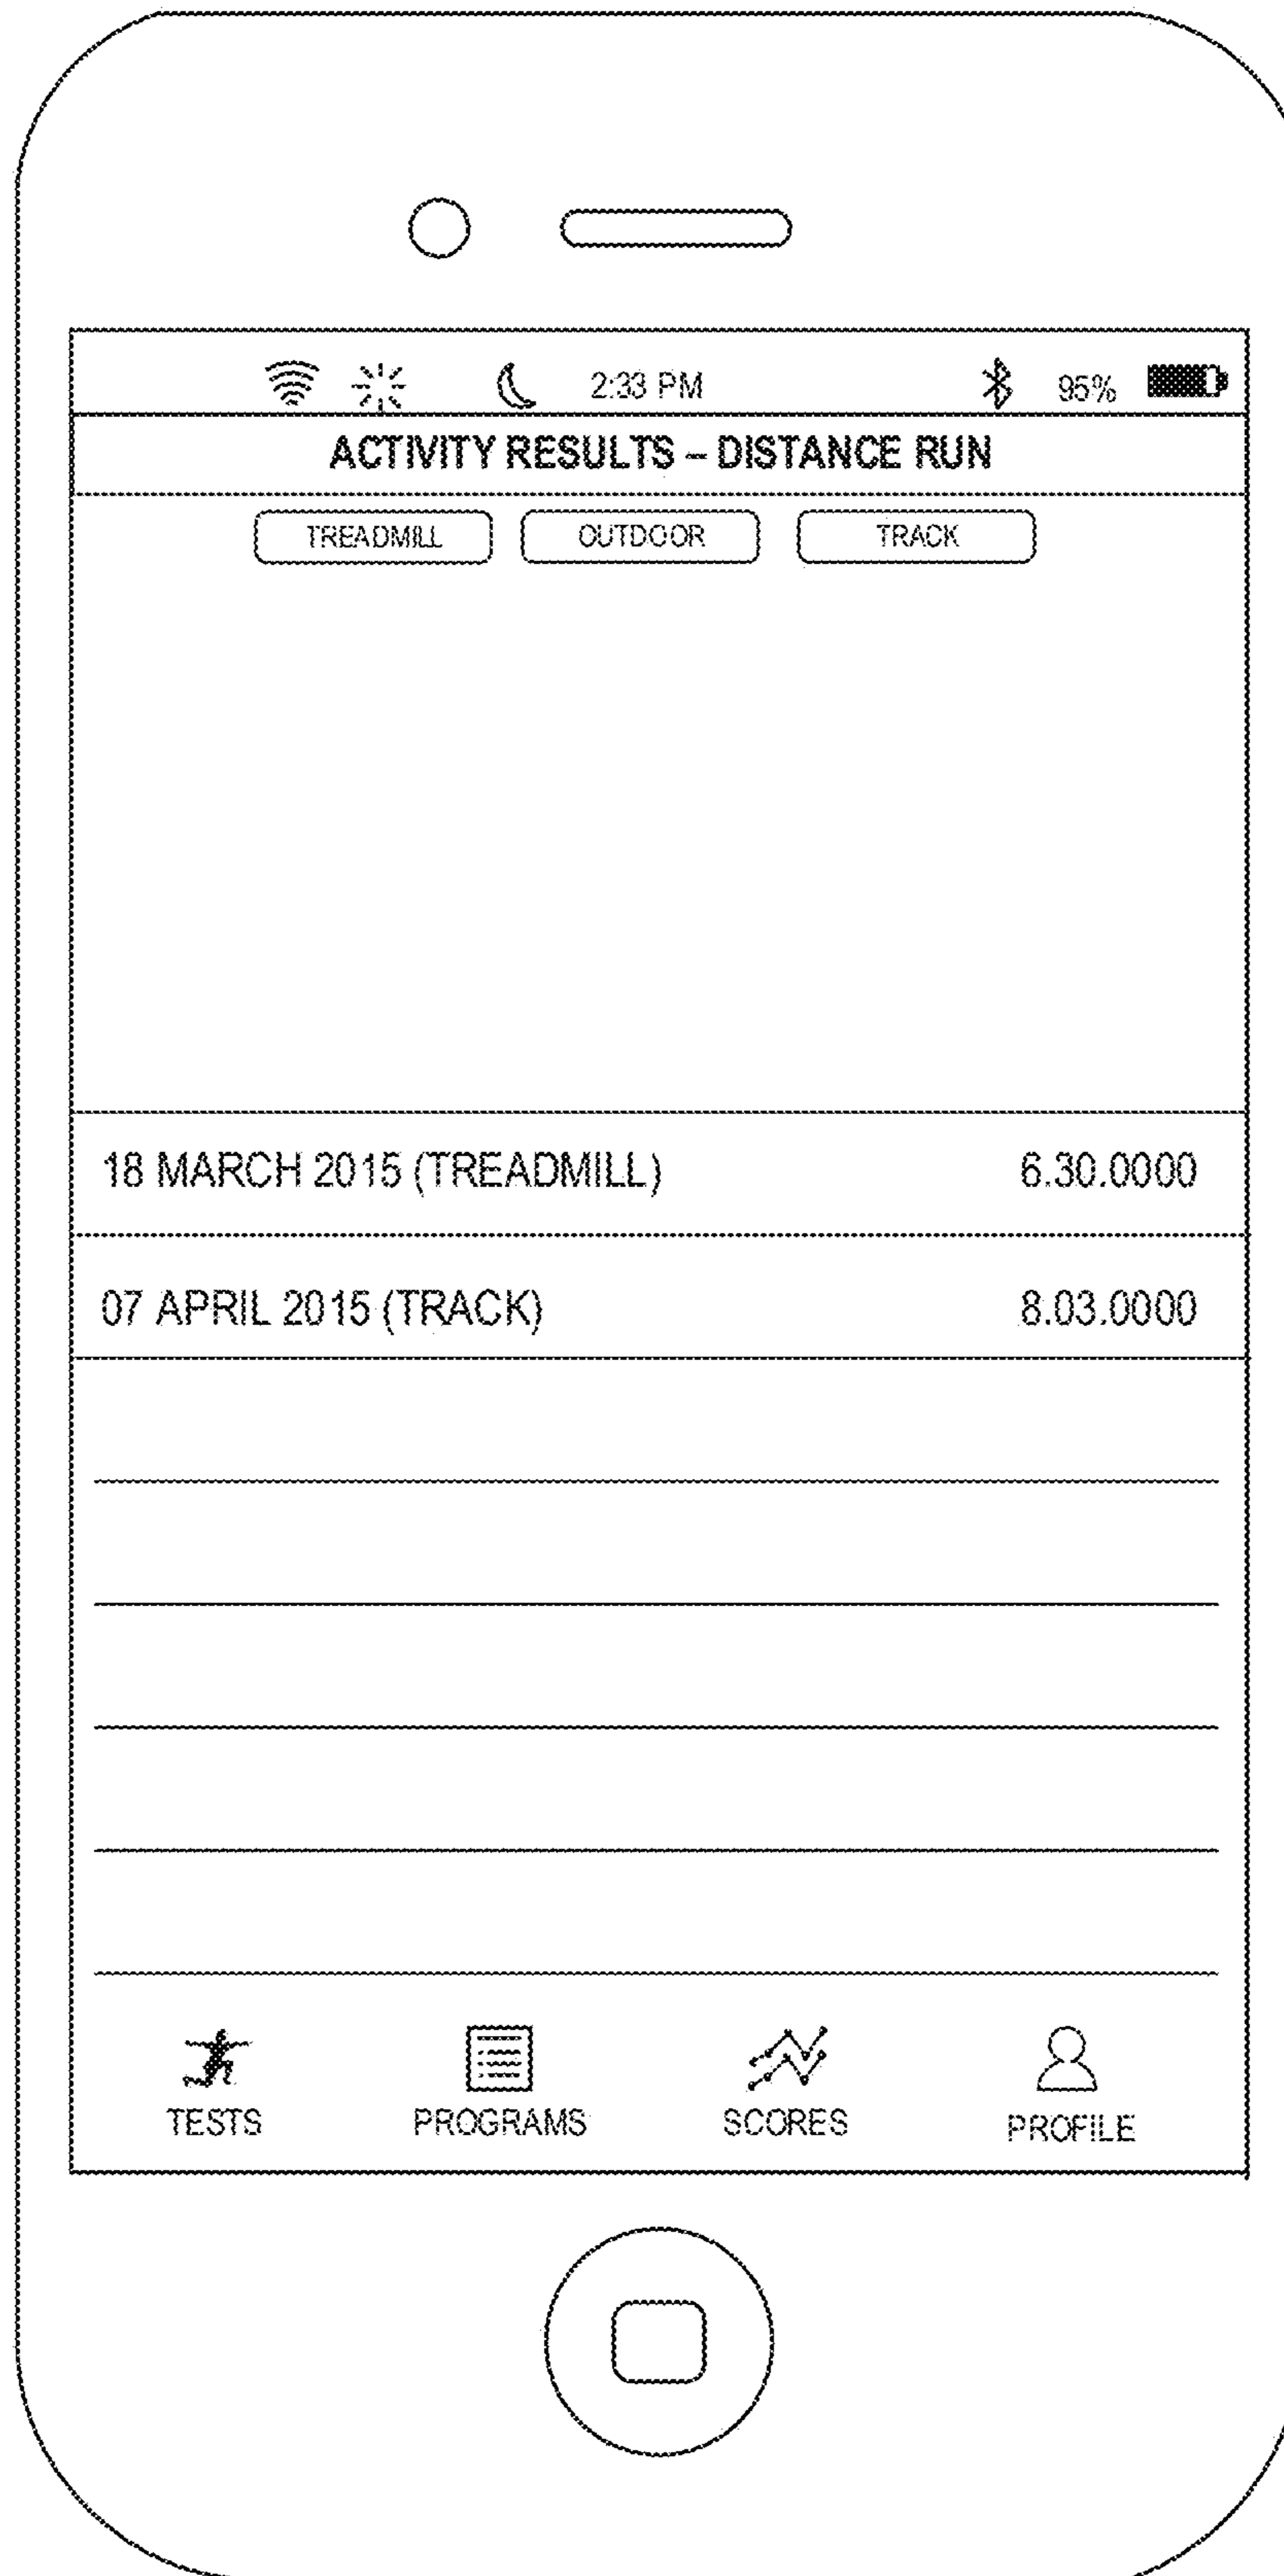 2:33 PM 95%
ACTIVITY RESULTS – DISTANCE RUN
TREADMILL OUTDOOR TRACK
18 MARCH 2015 (TREADMILL) 6.30.0000
07 APRIL 2015 (TRACK) 8.03.0000
TESTS PROGRAMS SCORES PROFILE